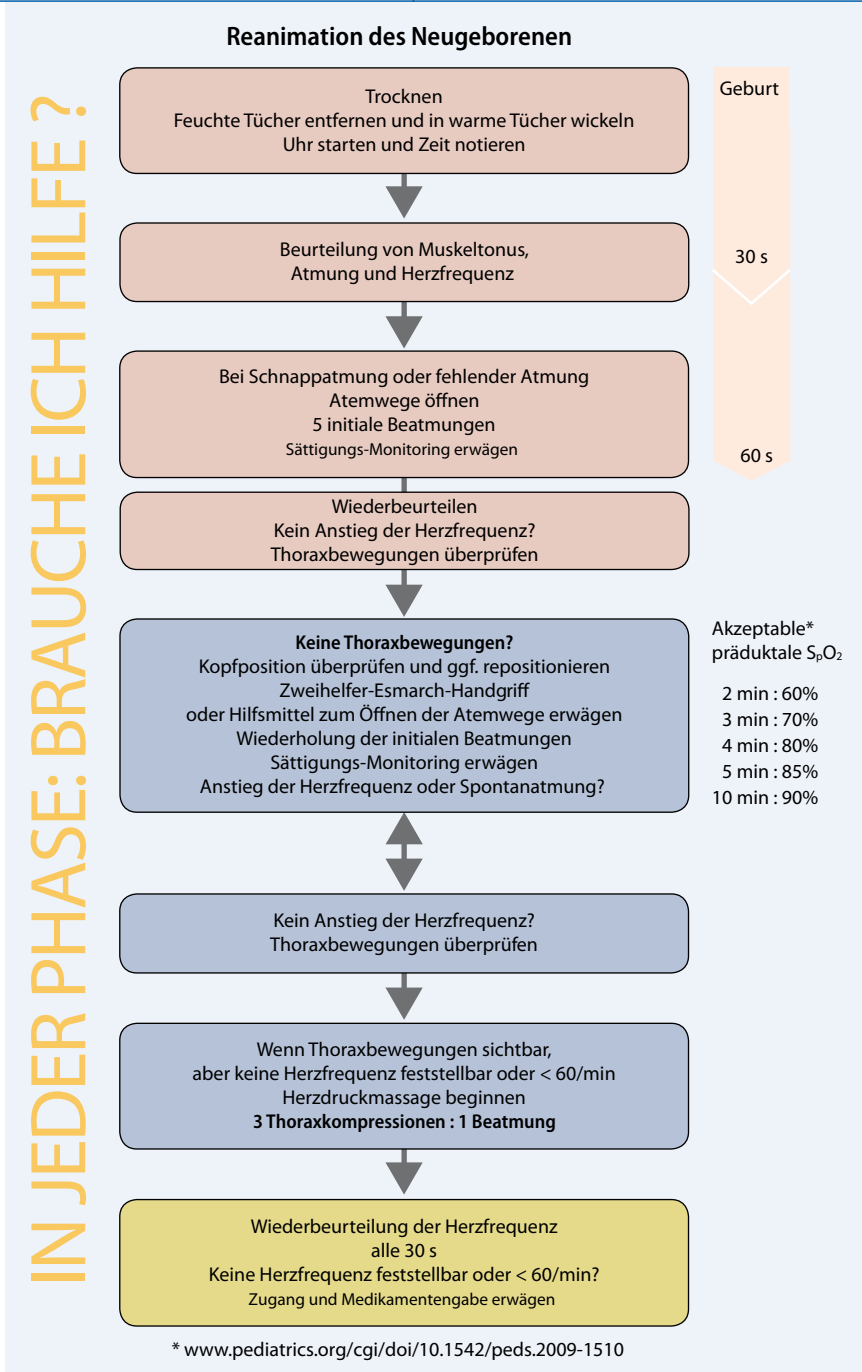 Reanimation des Neugeborenen
IN JEDER PHASE: BRAUCHE ICH HILFE ?
Trocknen
Feuchte Tücher entfernen und in warme Tücher wickeln
Uhr starten und Zeit notieren
Geburt
Beurteilung von Muskeltonus,
Atmung und Herzfrequenz
30 s
Bei Schnappatmung oder fehlender Atmung
Atemwege öffnen
5 initiale Beatmungen
Sättigungs-Monitoring erwägen
60 s
Wiederbeurteilen
Kein Anstieg der Herzfrequenz?
Thoraxbewegungen überprüfen
Keine Thoraxbewegungen?
Kopfposition überprüfen und ggf. repositionieren
Zweihelfer-Esmarch-Handgriff
oder Hilfsmittel zum Öffnen der Atemwege erwägen
Wiederholung der initialen Beatmungen
Sättigungs-Monitoring erwägen
Anstieg der Herzfrequenz oder Spontanatmung?
Akzeptable*
präduktale SpO2
2 min : 60%
3 min : 70%
4 min : 80%
5 min : 85%
10 min : 90%
Kein Anstieg der Herzfrequenz?
Thoraxbewegungen überprüfen
Wenn Thoraxbewegungen sichtbar,
aber keine Herzfrequenz feststellbar oder < 60/min
Herzdruckmassage beginnen
3 Thoraxkompressionen : 1 Beatmung
Wiederbeurteilung der Herzfrequenz
alle 30 s
Keine Herzfrequenz feststellbar oder < 60/min?
Zugang und Medikamentengabe erwägen
* www.pediatrics.org/cgi/doi/10.1542/peds.2009-1510